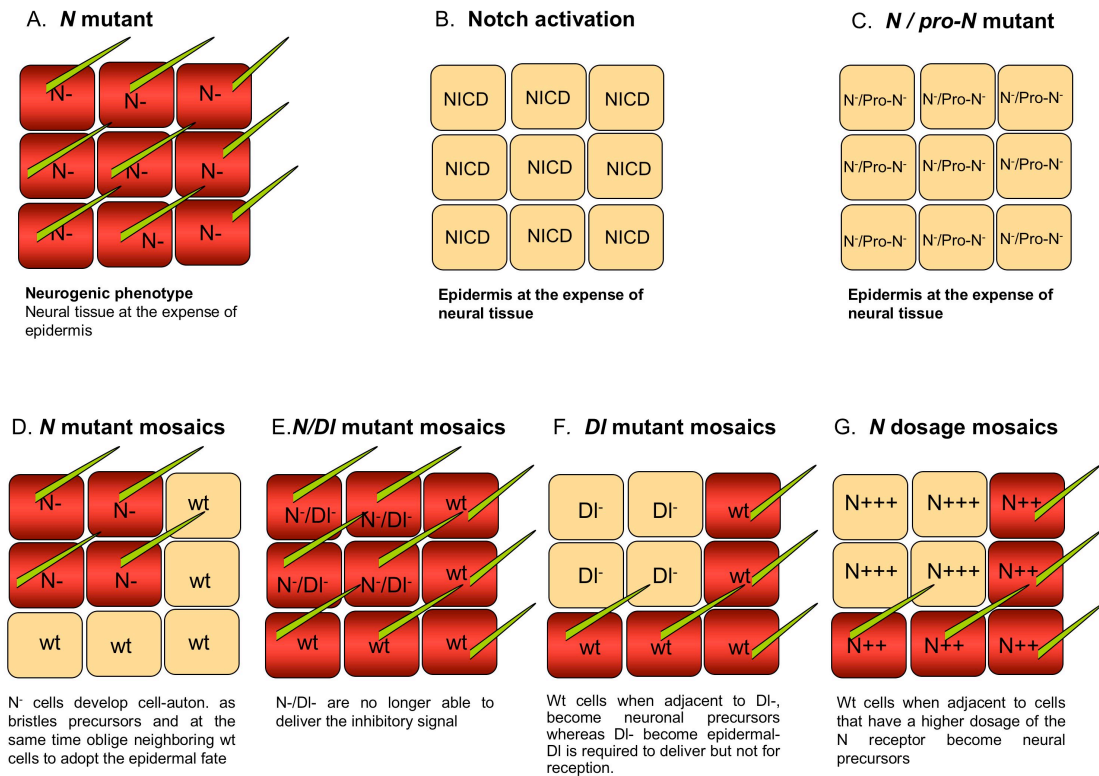 A. N mutant
B. Notch activation
C. N / pro-N mutant
N- N- N-
N- N- N-
N- N- N-
NICD NICD NICD
NICD NICD NICD
NICD NICD NICD
N-/Pro-N- N-/Pro-N- N-/Pro-N-
N-/Pro-N- N-/Pro-N- N-/Pro-N-
N-/Pro-N- N-/Pro-N- N-/Pro-N-
Neurogenic phenotype
Neural tissue at the expense of
epidermis
Epidermis at the expense of
neural tissue
Epidermis at the expense of
neural tissue
D. N mutant mosaics
E.N/Dl mutant mosaics
F. Dl mutant mosaics
G. N dosage mosaics
N- N- wt
N- N- wt
wt wt wt
N-/Dl- N-/Dl- wt
N-/Dl- N-/Dl- wt
wt wt wt
Dl- Dl- wt
Dl- Dl- wt
wt wt wt
N+++ N+++ N++
N+++ N+++ N++
N++ N++ N++
N- cells develop cell-auton. as
bristles precursors and at the
same time oblige neighboring wt
cells to adopt the epidermal fate
N-/Dl- are no longer able to
deliver the inhibitory signal
Wt cells when adjacent to Dl-,
become neuronal precursors
whereas Dl- become epidermal-
Dl is required to deliver but not for
reception.
Wt cells when adjacent to cells
that have a higher dosage of the
N receptor become neural
precursors